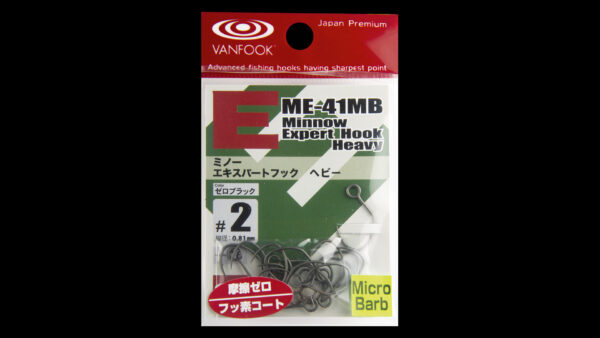 Japan Premium
VANFOOK
Advanced fishing hooks having sharpest point
E
ME-41MB
Minnow
Expert Hook
Heavy
ミノー
エキスパートフック ヘビー
Color
ゼロブラック
#2
線径:0.81mm
摩擦ゼロ
フッ素コート
Micro
Barb